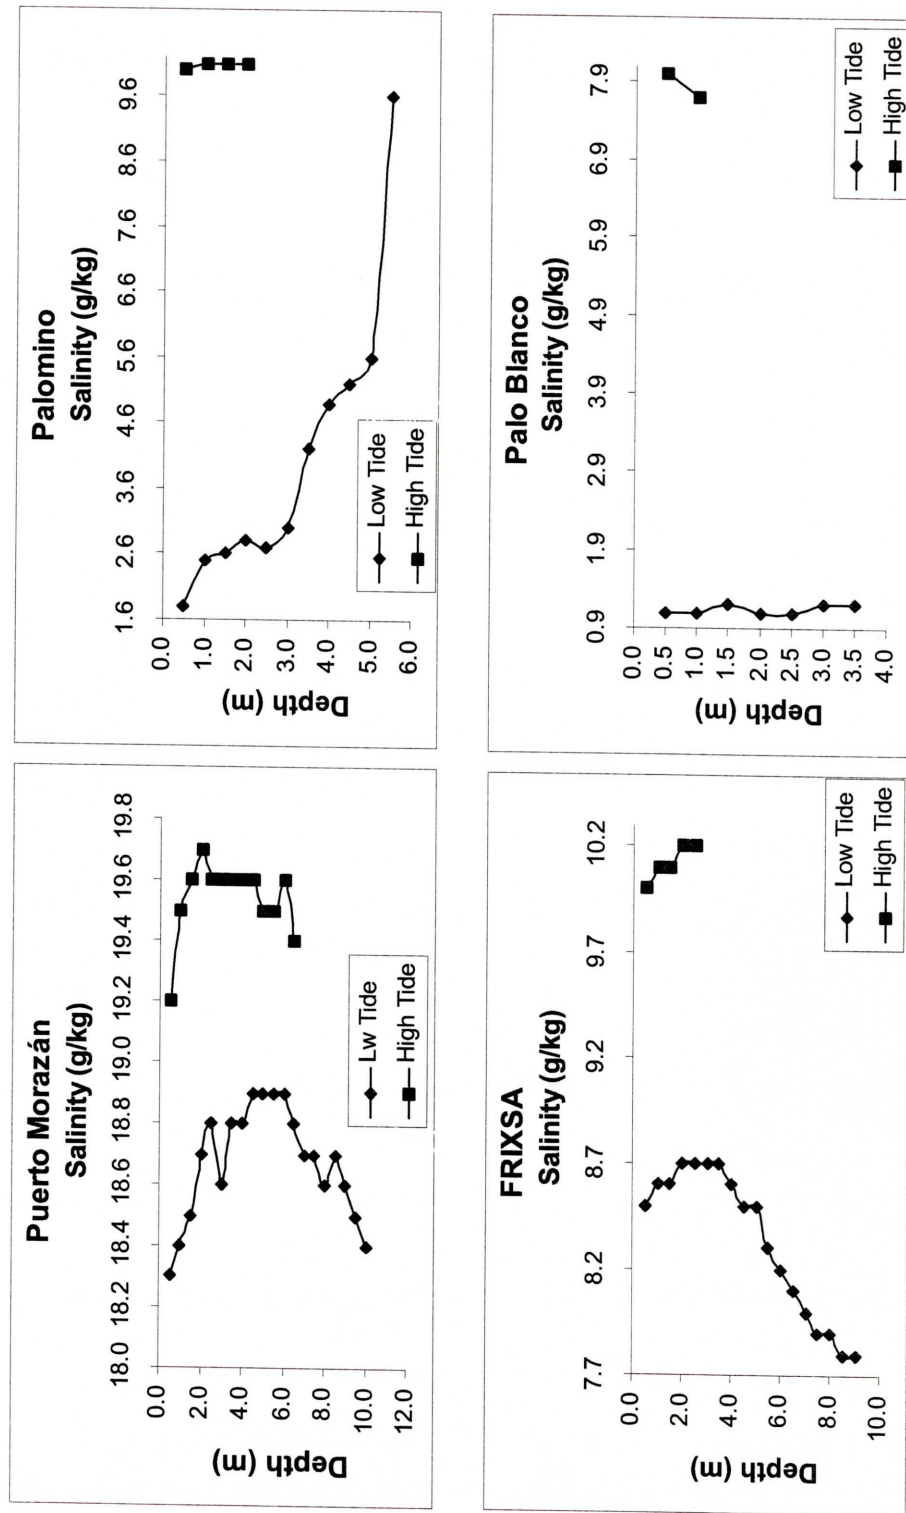 Puerto Morazán
Salinity (g/kg)
18.0 18.2 18.4 18.6 18.8 19.0 19.2 19.4 19.6 19.8
0.0
2.0
4.0
6.0
8.0
10.0
12.0
Depth (m)
Lw Tide
High Tide
Palomino
Salinity (g/kg)
1.6 2.6 3.6 4.6 5.6 6.6 7.6 8.6 9.6
0.0
1.0
2.0
3.0
4.0
5.0
6.0
Depth (m)
Low Tide
High Tide
FRIXSA
Salinity (g/kg)
7.7 8.2 8.7 9.2 9.7 10.2
0.0
2.0
4.0
6.0
8.0
10.0
Depth (m)
Low Tide
High Tide
Palo Blanco
Salinity (g/kg)
0.9 1.9 2.9 3.9 4.9 5.9 6.9 7.9
0.0
0.5
1.0
1.5
2.0
2.5
3.0
3.5
4.0
Depth (m)
Low Tide
High Tide